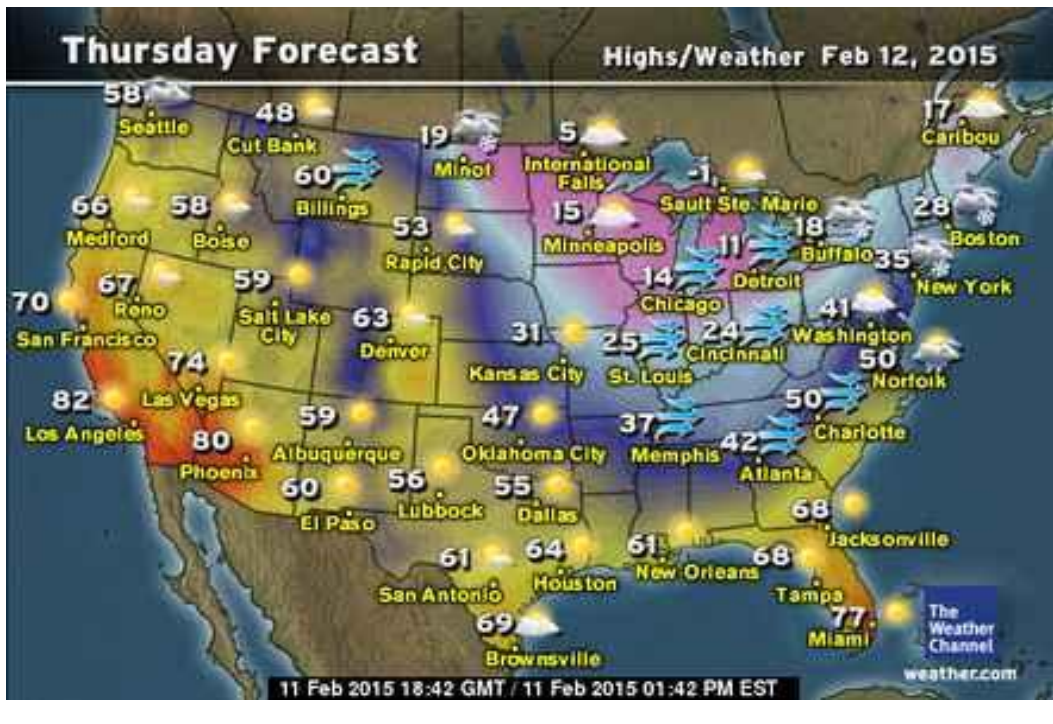 Thursday Forecast
Highs/Weather Feb 12, 2015
58
Seattle
48
Cut Bank
19
Minot
5
International
Falls
-1
Sault Ste. Marie
17
Caribou
60
Billings
66
Medford
58
Boise
53
Rapid City
15
Minneapolis
11
Detroit
18
Buffalo
28
Boston
35
New York
67
Reno
59
Salt Lake
City
14
Chicago
70
San Francisco
63
Denver
31
Kansas City
25
St. Louis
24
Cincinnati
41
Washington
50
Norfolk
74
Las Vegas
82
Los Angeles
80
Phoenix
59
Albuquerque
47
Oklahoma City
37
Memphis
42
Atlanta
50
Charlotte
60
El Paso
56
Lubbock
55
Dallas
68
Jacksonville
61
San Antonio
64
Houston
61
New Orleans
68
Tampa
69
Brownsville
77
Miami
The
Weather
Channel
weather.com
11 Feb 2015 18:42 GMT / 11 Feb 2015 01:42 PM EST